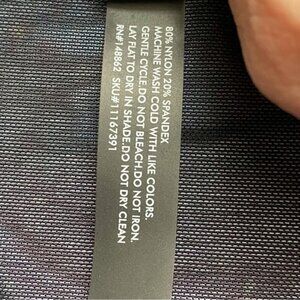 80% NYLON 20% SPANDEX
MACHINE WASH COLD WITH LIKE COLORS.
GENTLE CYCLE.DO NOT BLEACH.DO NOT IRON.
LAY FLAT TO DRY IN SHADE.DO NOT DRY CLEAN
RN#148862 SKU#11167391